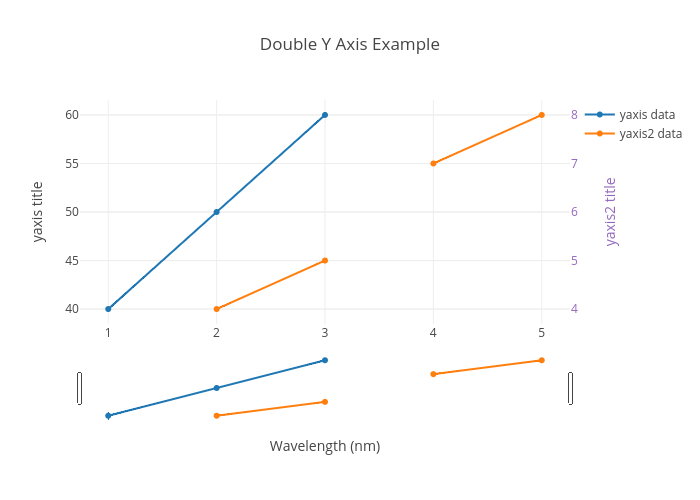 Double Y Axis Example
60
55
50
45
40
yaxis title
8
7
6
5
4
yaxis2 title
yaxis data
yaxis2 data
1 2 3 4 5
Wavelength (nm)